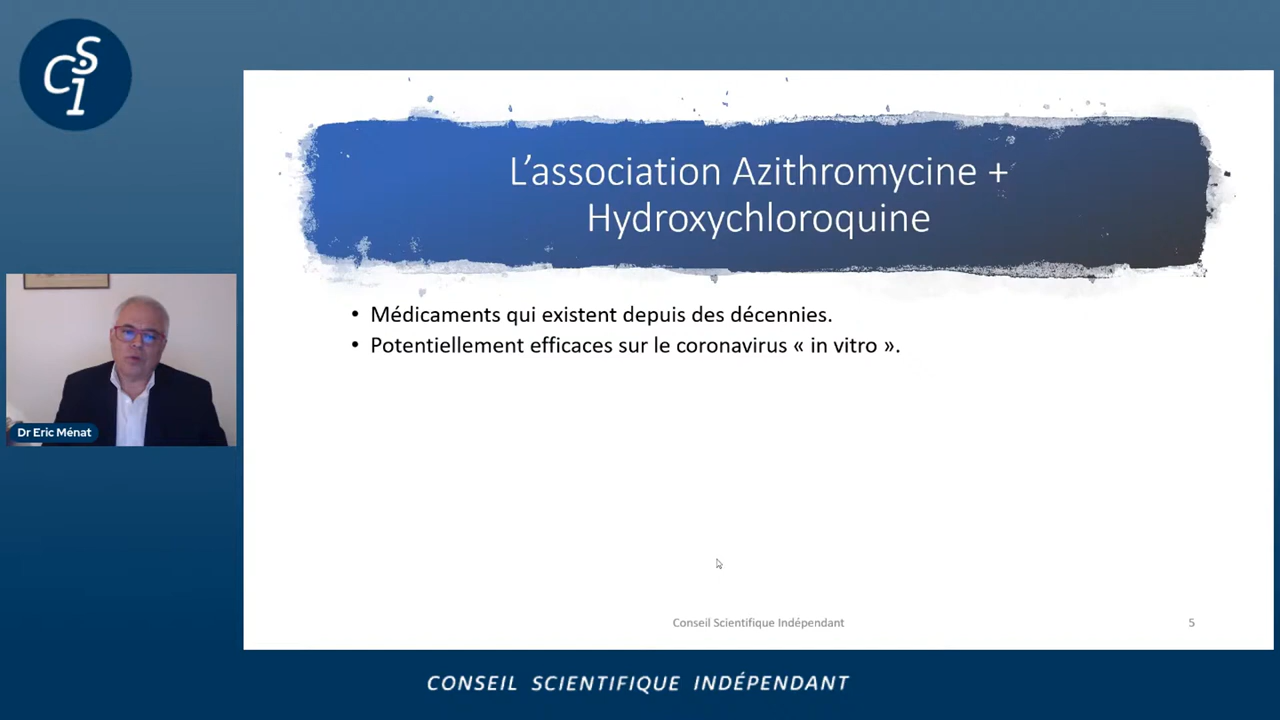 CSI
L'association Azithromycine +
Hydroxychloroquine
• Médicaments qui existent depuis des décennies.
• Potentiellement efficaces sur le coronavirus « in vitro ».
Dr Eric Ménat
Conseil Scientifique Indépendant
5
CONSEIL SCIENTIFIQUE INDÉPENDANT